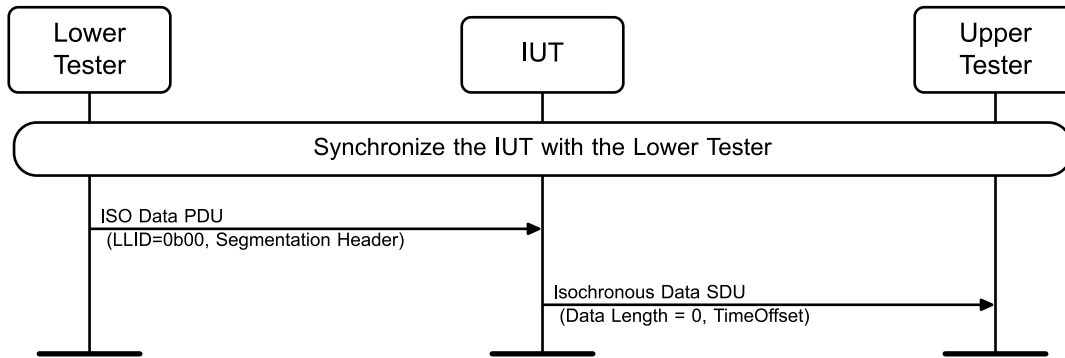 Lower
Tester
IUT
Upper
Tester
Synchronize the IUT with the Lower Tester
ISO Data PDU
(LLID=0b00, Segmentation Header)
Isochronous Data SDU
(Data Length = 0, TimeOffset)